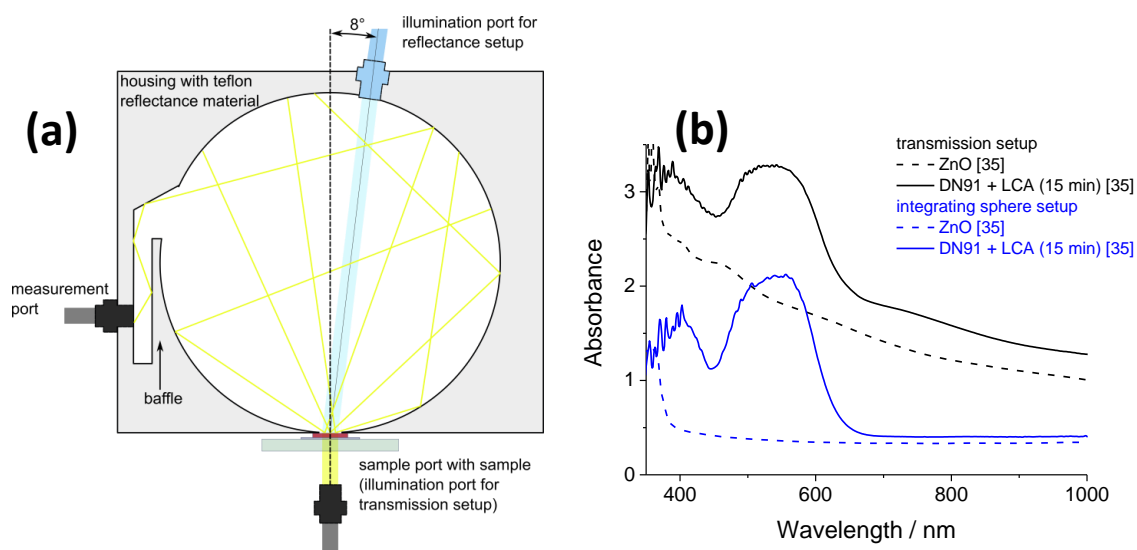 (a)
8°
illumination port for
reflectance setup
housing with teflon
reflectance material
measurement
port
baffle
sample port with sample
(illumination port for
transmission setup)
(b)
transmission setup
ZnO [35]
DN91 + LCA (15 min) [35]
integrating sphere setup
ZnO [35]
DN91 + LCA (15 min) [35]
Absorbance
3
2
1
0
400
600
800
1000
Wavelength / nm